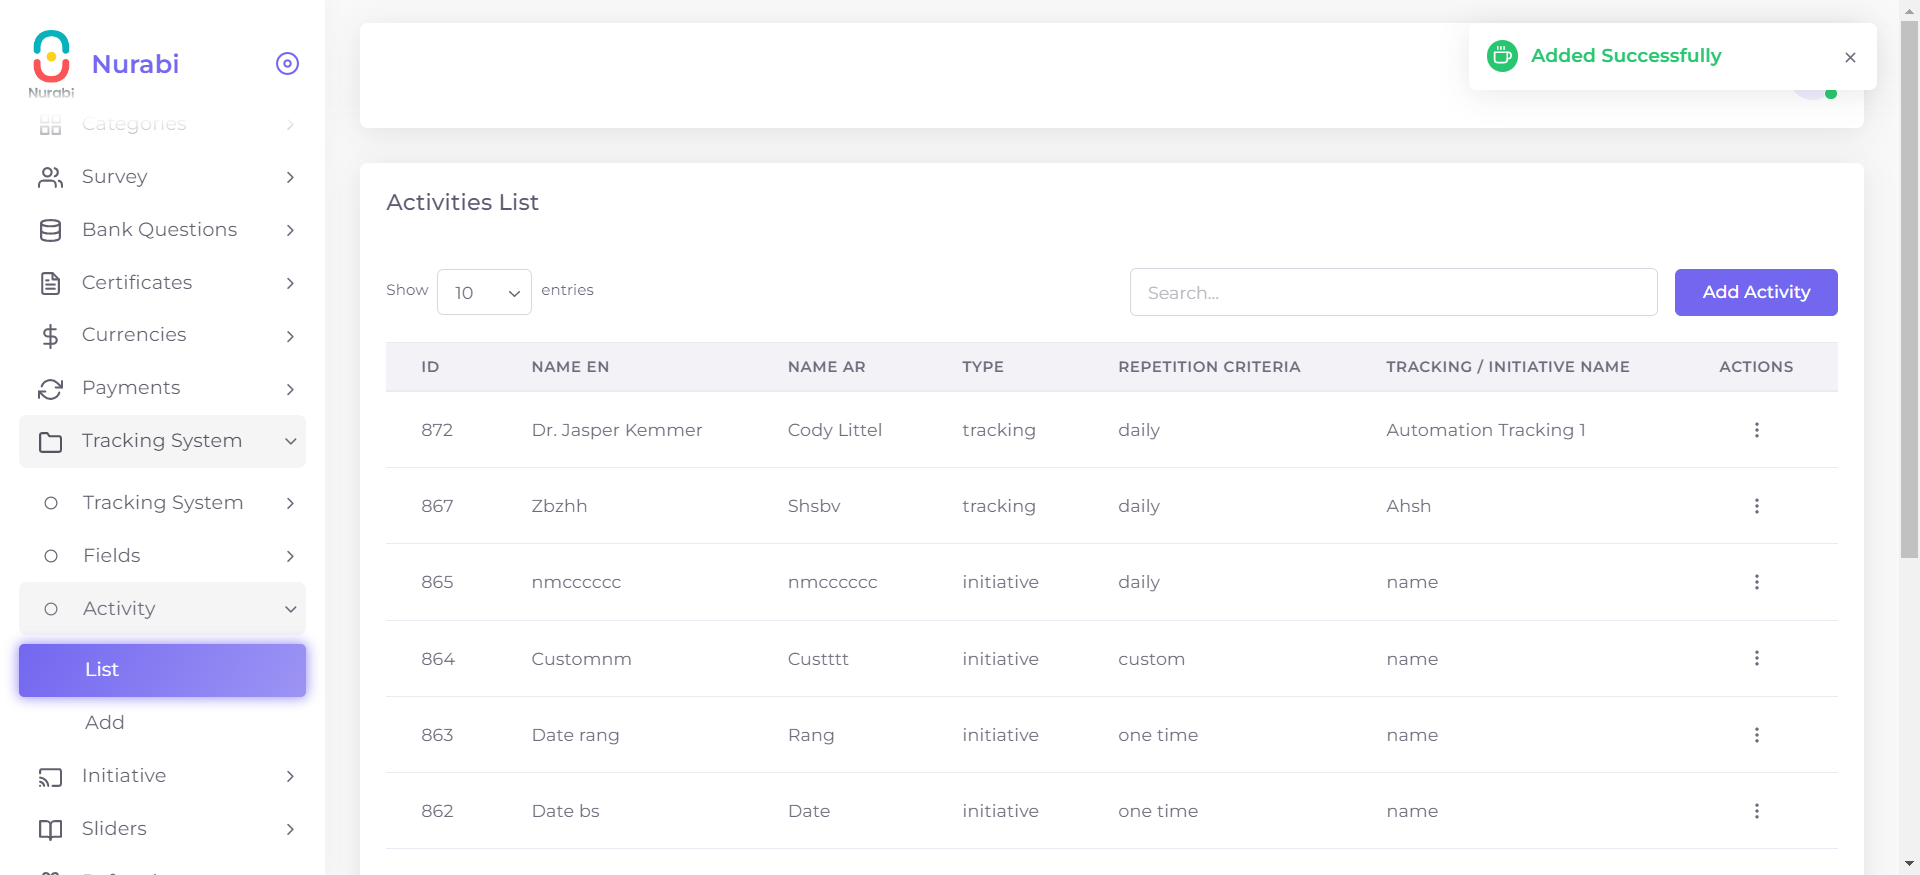 Nurabi
Nurabi
Categories
Survey
Bank Questions
Certificates
Currencies
Payments
Tracking System
Tracking System
Fields
Activity
List
Add
Initiative
Sliders
Added Successfully
Activities List
Show 10 entries
Search...
Add Activity
ID NAME EN NAME AR TYPE REPETITION CRITERIA TRACKING / INITIATIVE NAME ACTIONS
872 Dr. Jasper Kemmer Cody Littel tracking daily Automation Tracking 1
867 Zbzhh Shsbv tracking daily Ahsh
865 nmcccccc nmcccccc initiative daily name
864 Customnm Custttt initiative custom name
863 Date rang Rang initiative one time name
862 Date bs Date initiative one time name